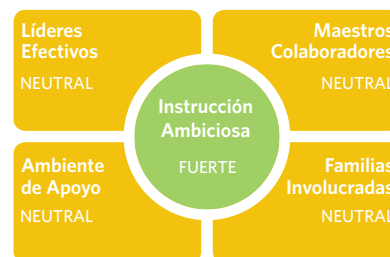 Líderes
Efectivos
NEUTRAL
Maestros
Colaboradores
NEUTRAL
Instrucción
Ambiciosa
FUERTE
Ambiente
de Apoyo
NEUTRAL
Familias
Involucradas
NEUTRAL